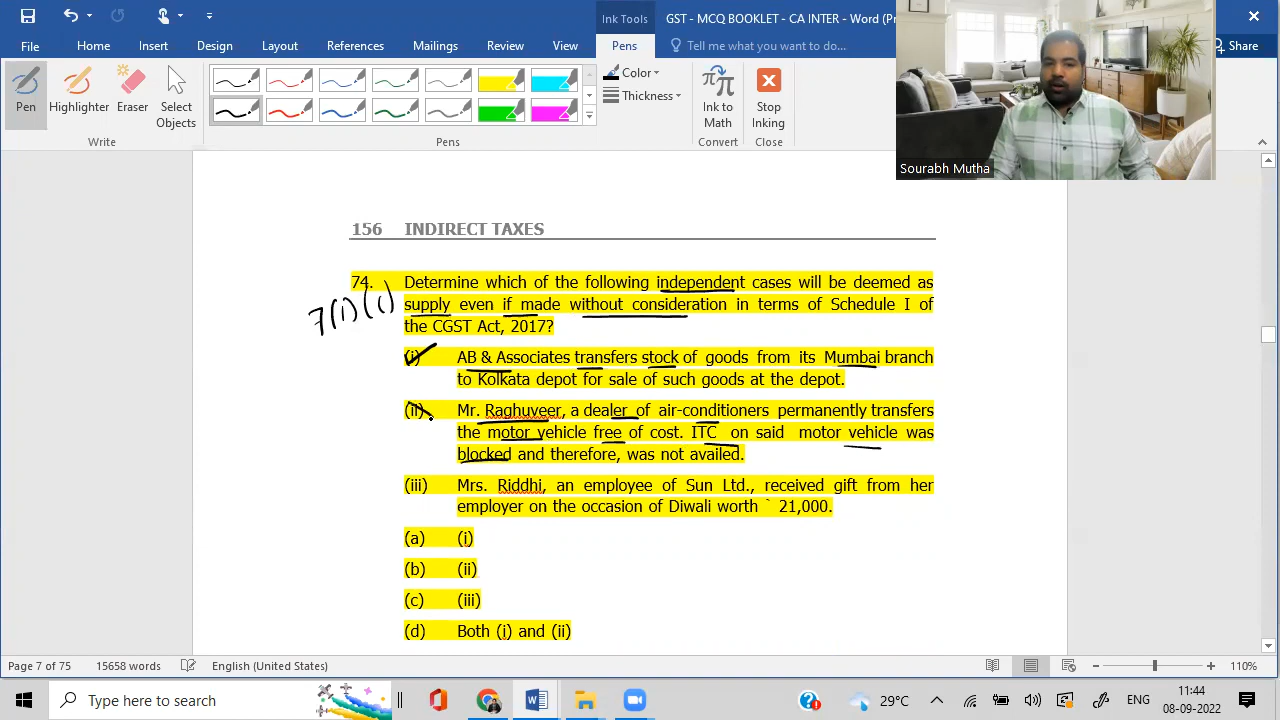 Ink Tools
GST - MCQ BOOKLET - CA INTER - Word (Pr
File Home Insert Design Layout References Mailings Review View Pens Tell me what you want to do... Share
Pen Highlighter Eraser Select Objects
Color Thickness
Ink to Math
Stop Inking
Write Pens Convert Close
Sourabh Mutha
156 INDIRECT TAXES
74. Determine which of the following independent cases will be deemed as
supply even if made without consideration in terms of Schedule I of
the CGST Act, 2017?
7(1)(c)
(i) AB & Associates transfers stock of goods from its Mumbai branch
to Kolkata depot for sale of such goods at the depot.
(ii) Mr. Raghuveer, a dealer of air-conditioners permanently transfers
the motor vehicle free of cost. ITC on said motor vehicle was
blocked and therefore, was not availed.
(iii) Mrs. Riddhi, an employee of Sun Ltd., received gift from her
employer on the occasion of Diwali worth ` 21,000.
(a) (i)
(b) (ii)
(c) (iii)
(d) Both (i) and (ii)
Page 7 of 75 15658 words English (United States) 110%
Type here to search 29°C ENG 11:44
08-09-2022